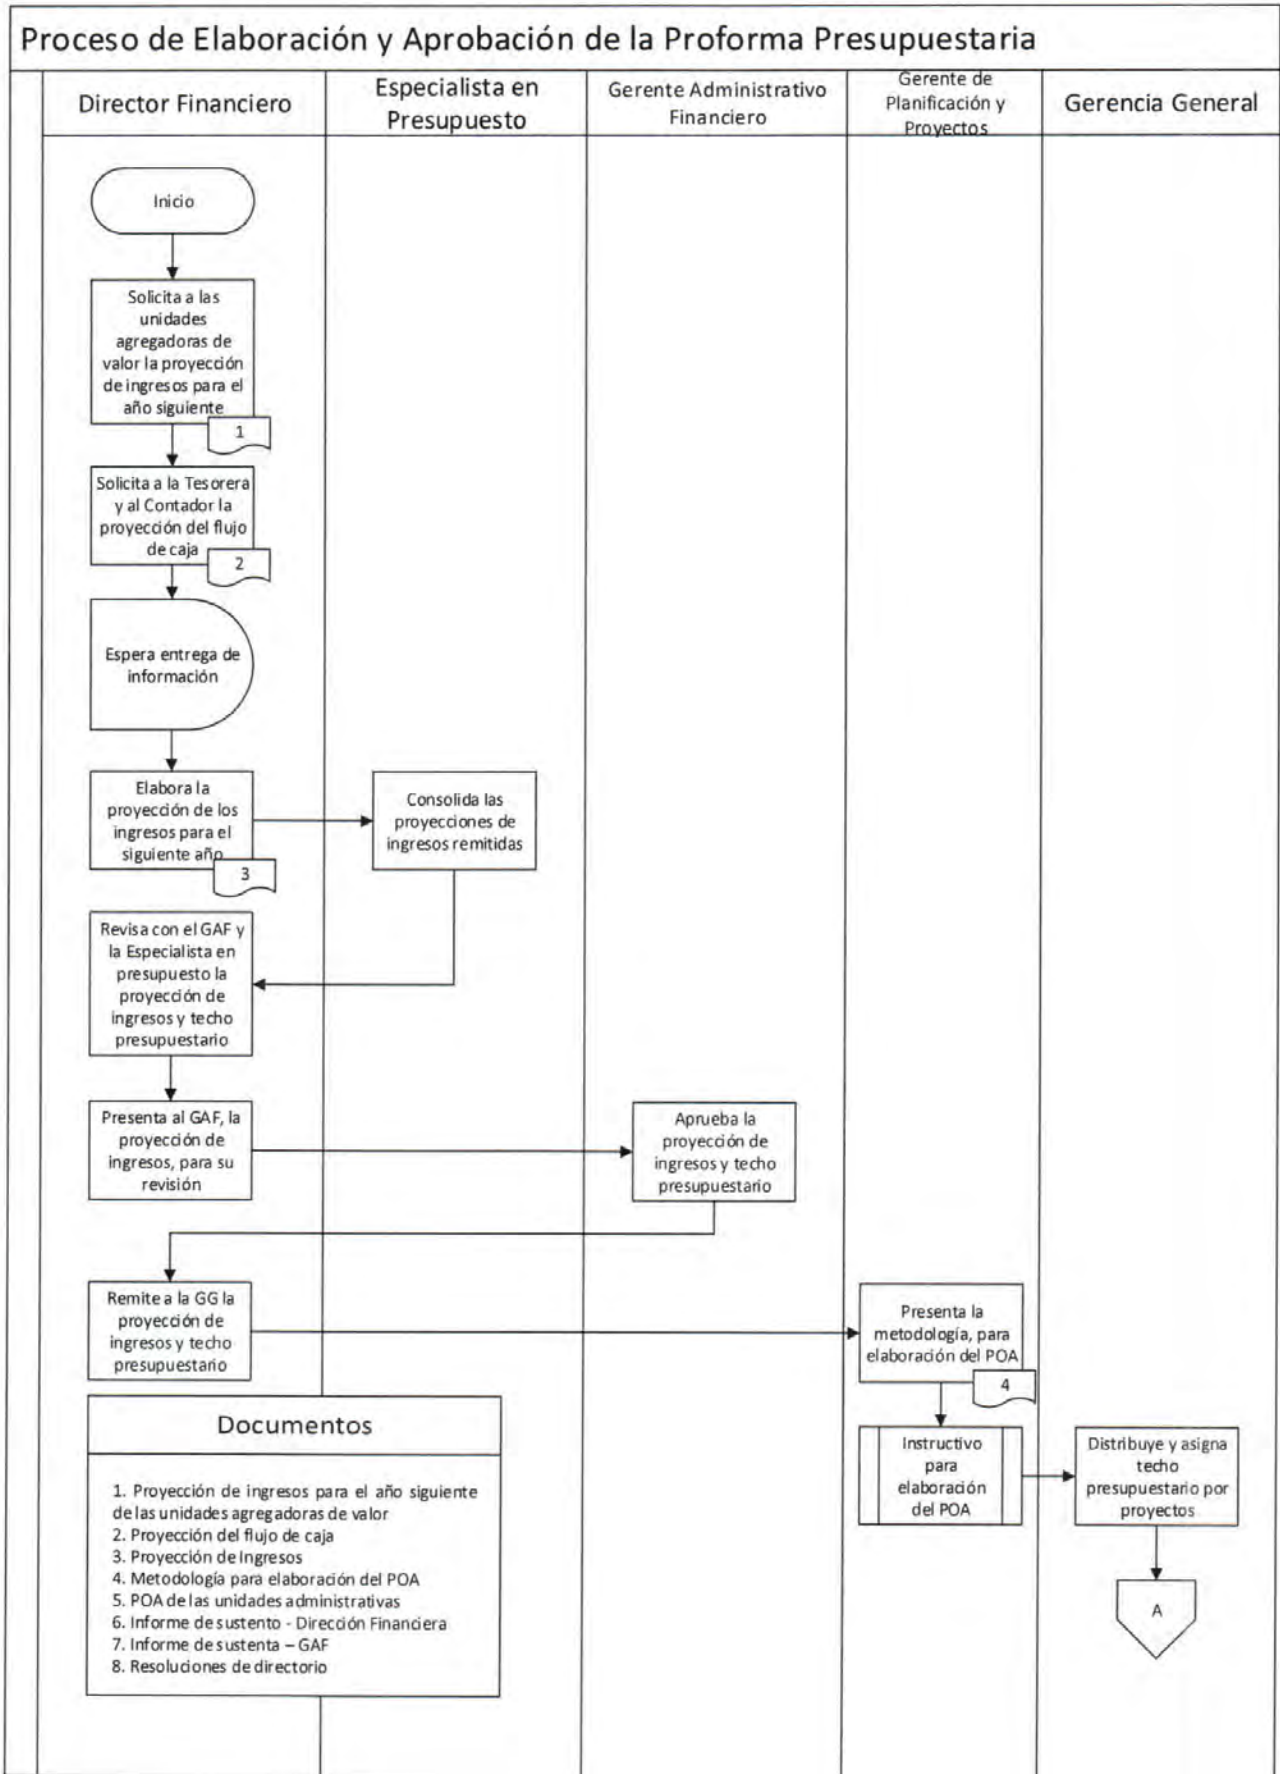 Proceso de Elaboración y Aprobación de la Proforma Presupuestaria
Director Financiero
Especialista en
Presupuesto
Gerente Administrativo
Financiero
Gerente de
Planificación y
Proyectos
Gerencia General
Inicio
Solicita a las
unidades
agregadoras de
valor la proyección
de ingresos para el
año siguiente
1
Solicita a la Tesorera
y al Contador la
proyección del flujo
de caja
2
Espera entrega de
información
Elabora la
proyección de los
ingresos para el
siguiente año
3
Consolida las
proyecciones de
ingresos remitidas
Revisa con el GAF y
la Especialista en
presupuesto la
proyección de
ingresos y techo
presupuestario
Presenta al GAF, la
proyección de
ingresos, para su
revisión
Aprueba la
proyección de
ingresos y techo
presupuestario
Remite a la GG la
proyección de
ingresos y techo
presupuestario
Presenta la
metodología, para
elaboración del POA
4
Instructivo
para
elaboración
del POA
Distribuye y asigna
techo
presupuestario por
proyectos
A
Documentos
1. Proyección de ingresos para el año siguiente
de las unidades agregadoras de valor
2. Proyección del flujo de caja
3. Proyección de Ingresos
4. Metodología para elaboración del POA
5. POA de las unidades administrativas
6. Informe de sustento - Dirección Financiera
7. Informe de sustenta – GAF
8. Resoluciones de directorio